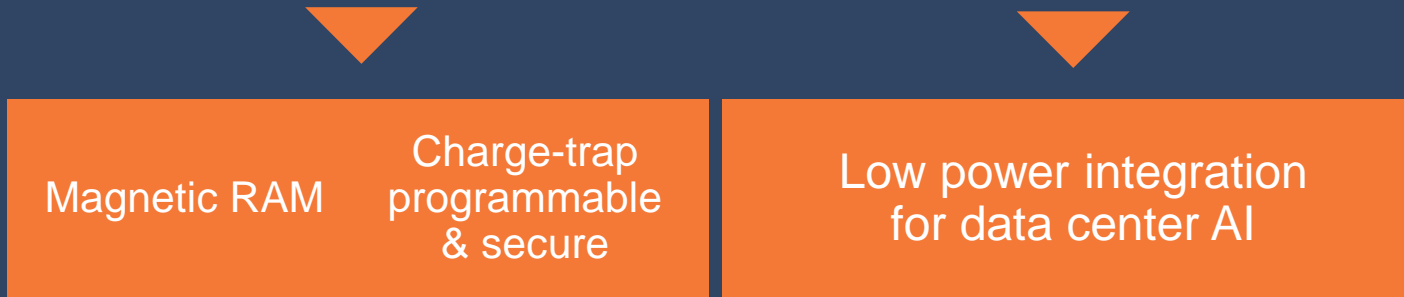 Magnetic RAM
Charge-trap
programmable
& secure
Low power integration
for data center AI